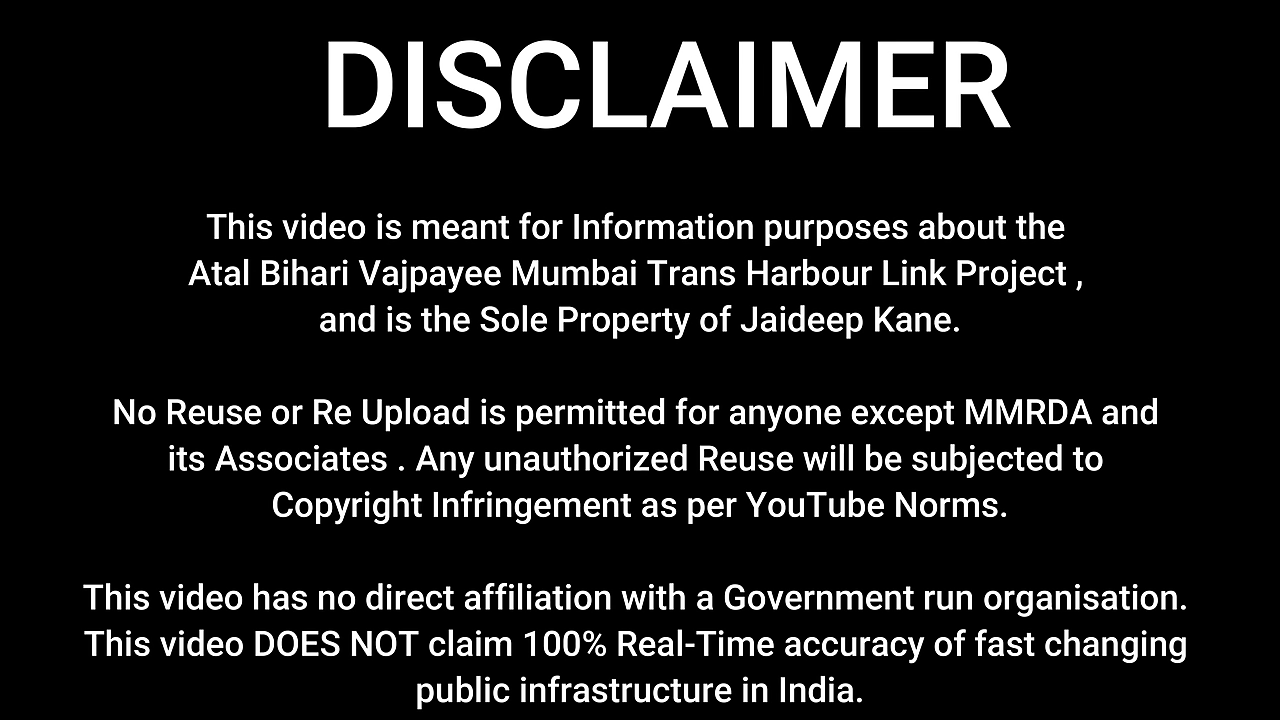 DISCLAIMER
This video is meant for Information purposes about the
Atal Bihari Vajpayee Mumbai Trans Harbour Link Project ,
and is the Sole Property of Jaideep Kane.
No Reuse or Re Upload is permitted for anyone except MMRDA and
its Associates . Any unauthorized Reuse will be subjected to
Copyright Infringement as per YouTube Norms.
This video has no direct affiliation with a Government run organisation.
This video DOES NOT claim 100% Real-Time accuracy of fast changing
public infrastructure in India.